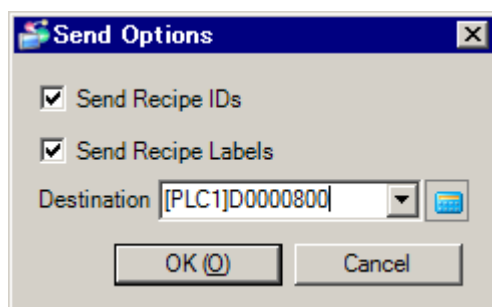 Send Options
Send Recipe IDs
Send Recipe Labels
Destination [PLC1]D0000800
OK (O) Cancel